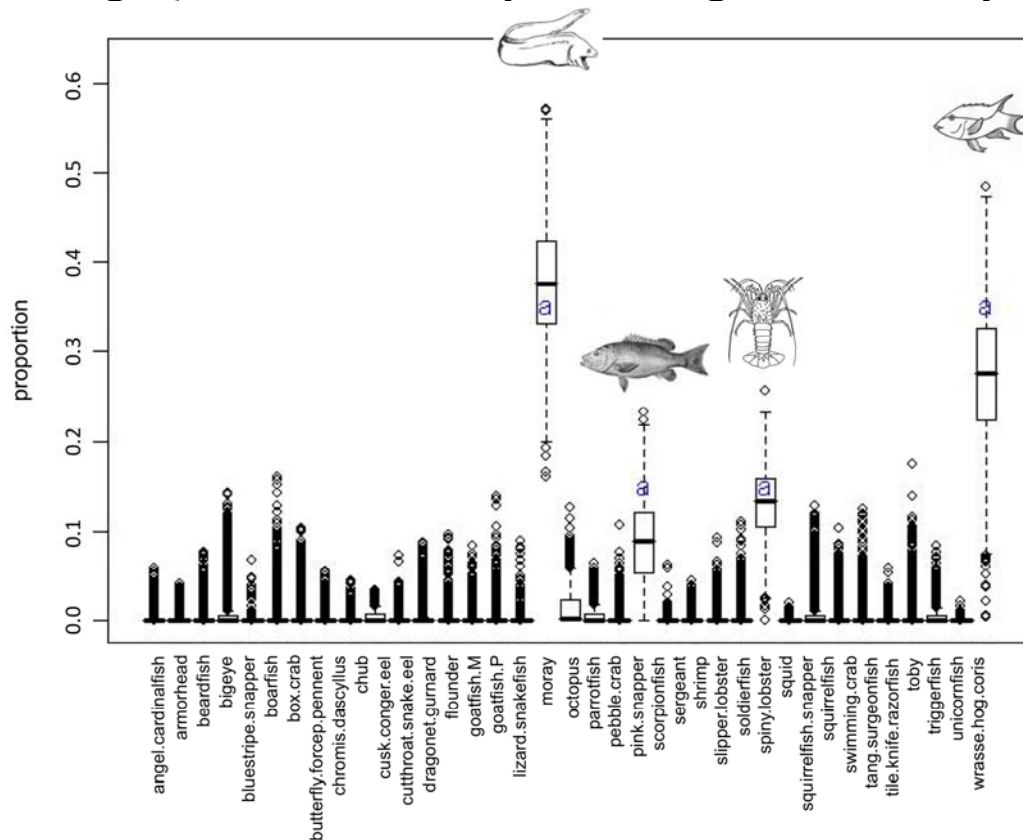 0.6
0.5
0.4
0.3
0.2
0.1
0.0
proportion
a
a
a
a
angel.cardinalfish
armorhead
beardfish
bigeye
bluestripe.snapper
boarfish
box.crab
butterfly.forcep.pennent
chromis.dascyllus
chub
cusk.conger.eel
cutthroat.snake.eel
dragonet.gurnard
flounder
goatfish.M
goatfish.P
lizard.snakefish
moray
octopus
parrotfish
pebble.crab
pink.snapper
scorpionfish
sergeant
shrimp
slipper.lobster
soldierfish
spiny.lobster
squid
squirrelfish.snapper
squirrelfish
swimming.crab
tang.surgeonfish
tile.knife.razorfish
toby
triggerfish
unicornfish
wrasse.hog.coris